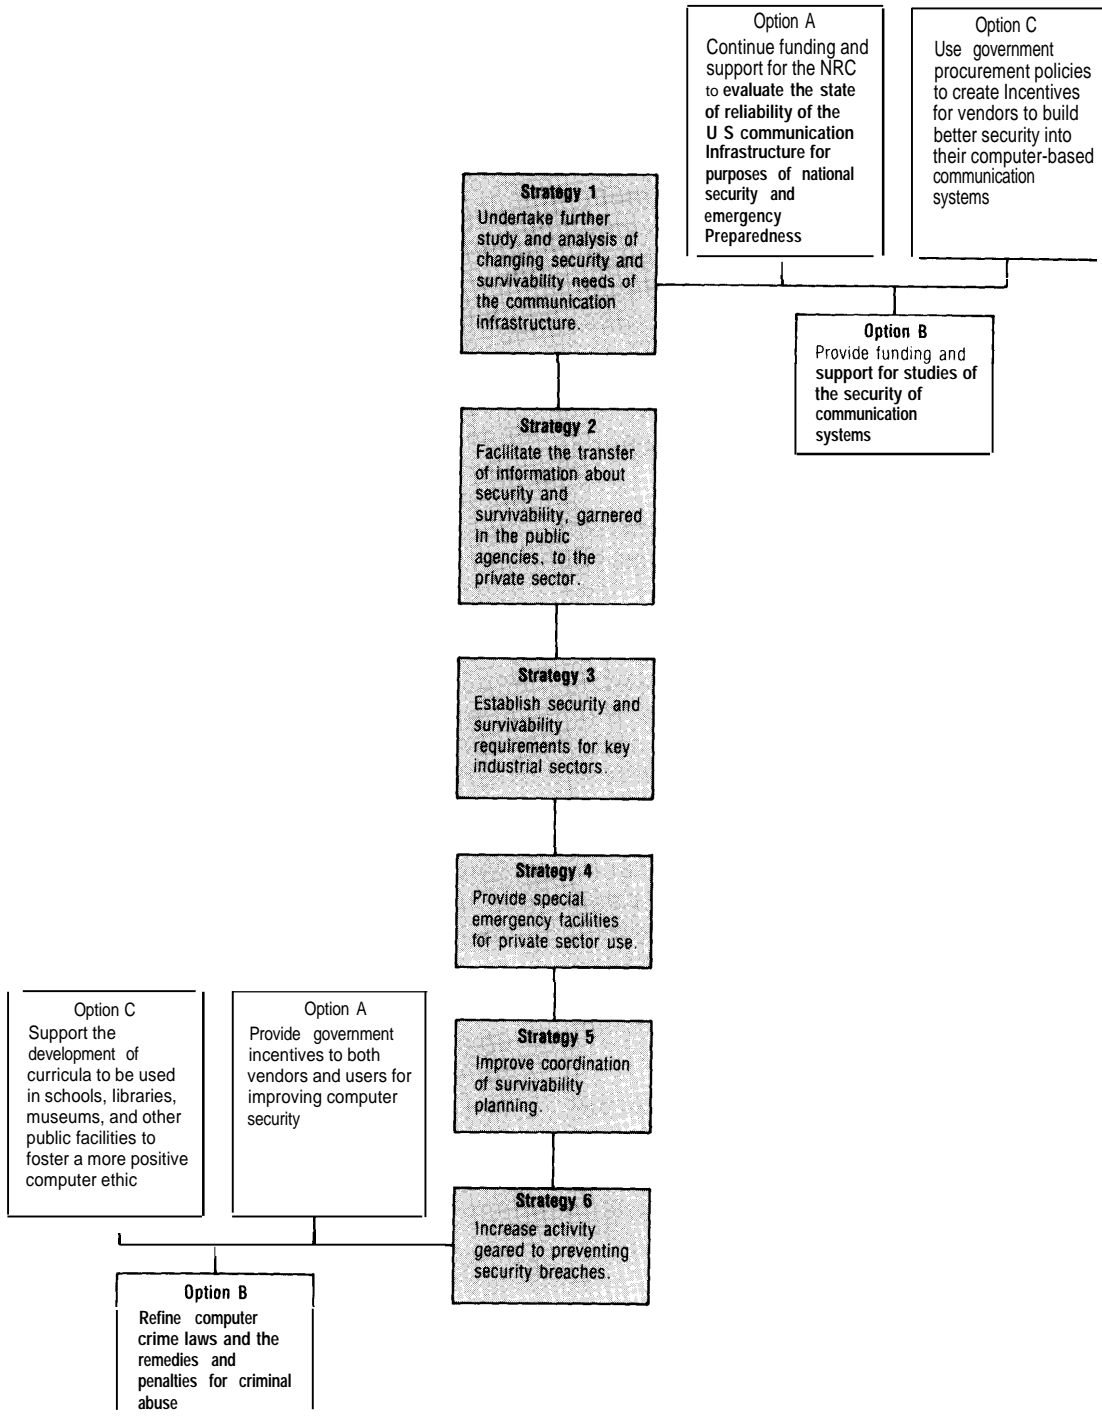 Option A
Continue funding and
support for the NRC
to evaluate the state
of reliability of the
U S communication
Infrastructure for
purposes of national
security and
emergency
Preparedness
Option C
Use government
procurement policies
to create Incentives
for vendors to build
better security into
their computer-based
communication
systems
Strategy 1
Undertake further
study and analysis of
changing security and
survivability needs of
the communication
infrastructure.
Option B
Provide funding and
support for studies of
the security of
communication
systems
Strategy 2
Facilitate the transfer
of information about
security and
survivability, garnered
in the public
agencies, to the
private sector.
Strategy 3
Establish security and
survivability
requirements for key
industrial sectors.
Strategy 4
Provide special
emergency facilities
for private sector use.
Option C
Support the
development of
curricula to be used
in schools, libraries,
museums, and other
public facilities to
foster a more positive
computer ethic
Option A
Provide government
incentives to both
vendors and users for
improving computer
security
Strategy 5
Improve coordination
of survivability
planning.
Strategy 6
Increase activity
geared to preventing
security breaches.
Option B
Refine computer
crime laws and the
remedies and
penalties for criminal
abuse